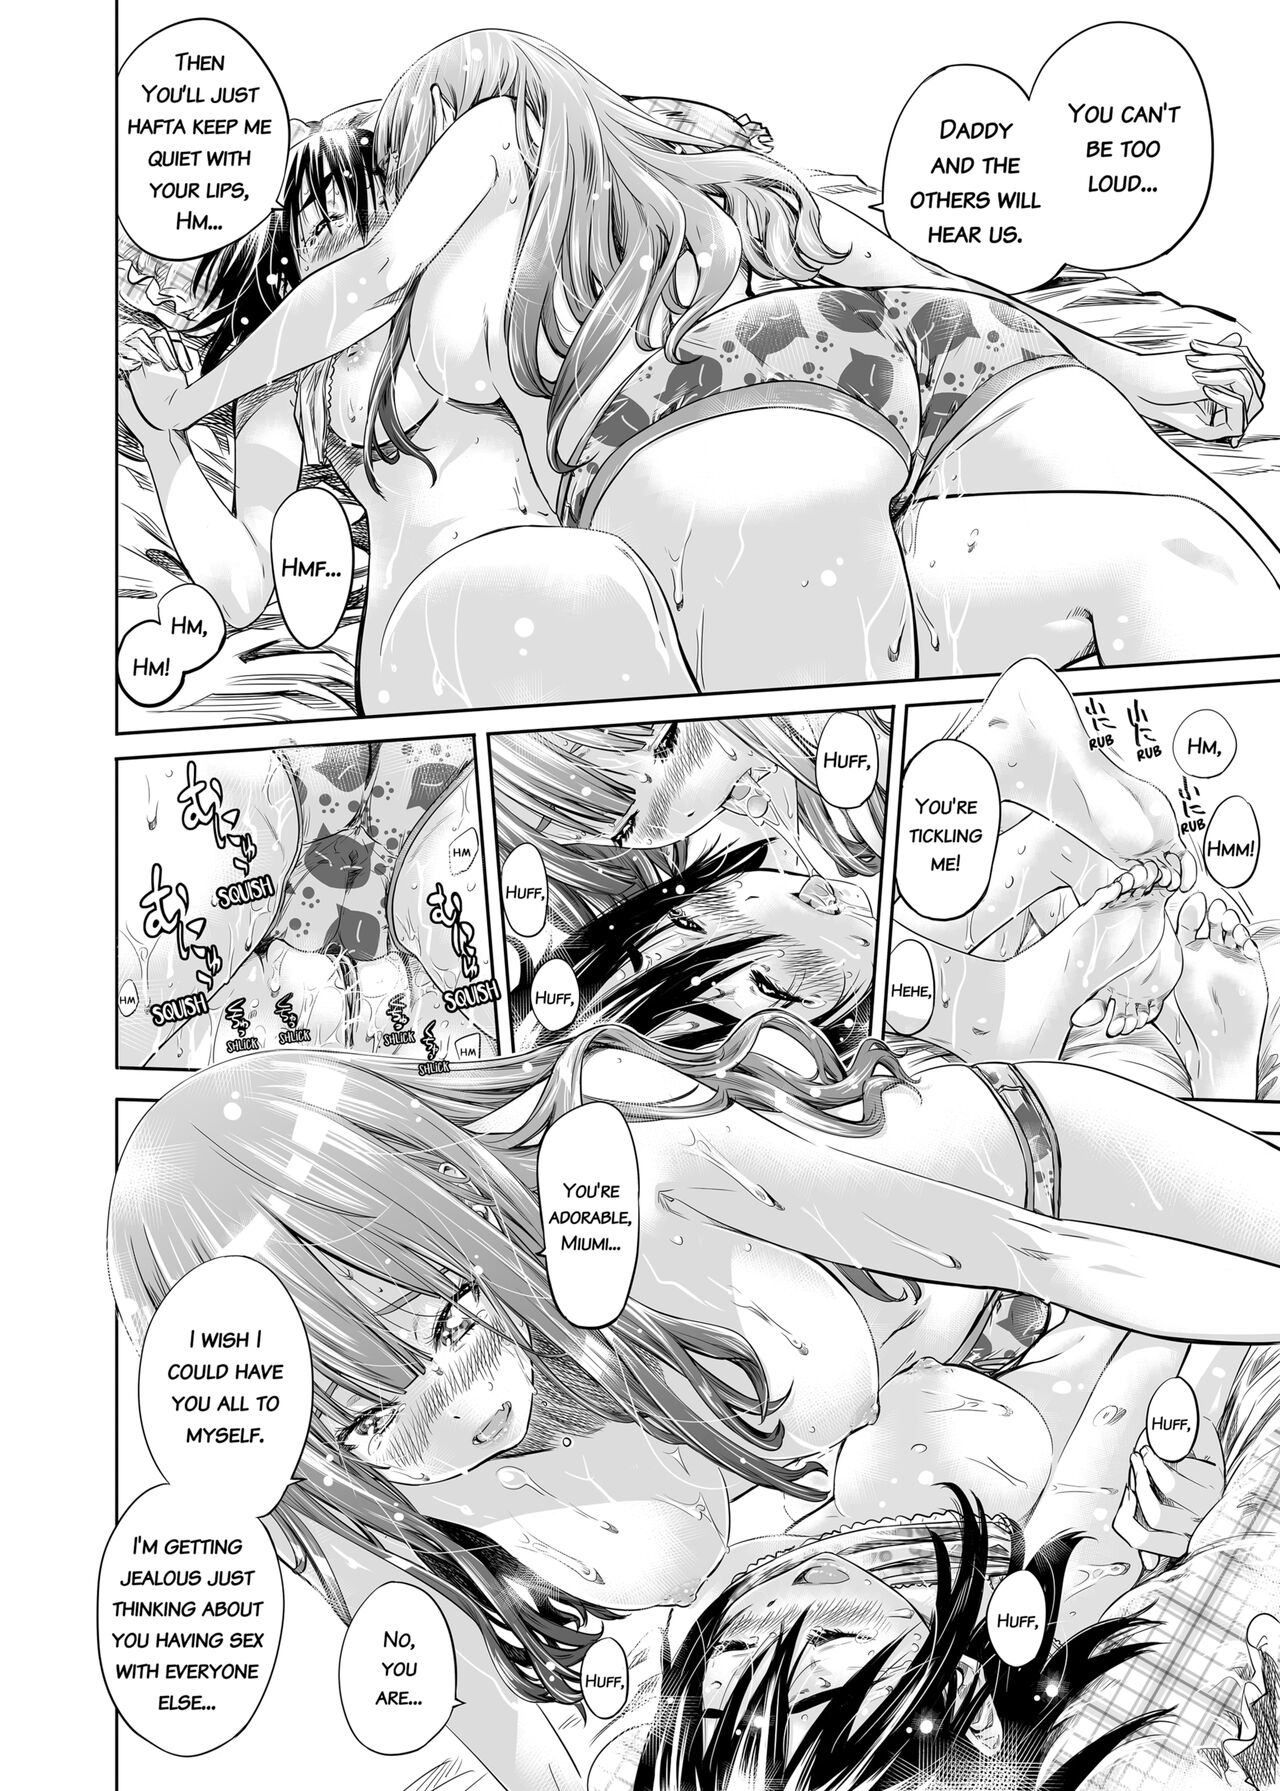 YOU CAN'T
BE TOO
LOUD...
DADDY
AND THE
OTHERS WILL
HEAR US.
THEN
YOU'LL JUST
HAFTA KEEP ME
QUIET WITH
YOUR LIPS,
HM...
HMF...
HM,
HM!
RUB
RUB
RUB
HM,
HMM!
YOU'RE
TICKLING
ME!
HEHE,
HUFF,
HUFF,
HUFF,
SQUISH
SQUISH
SQUISH
HM
HM
HM
SHLICK
SHLICK
SHLICK
SHLICK
YOU'RE
ADORABLE,
MIUMI...
I WISH I
COULD HAVE
YOU ALL TO
MYSELF.
I'M GETTING
JEALOUS JUST
THINKING ABOUT
YOU HAVING SEX
WITH EVERYONE
ELSE...
NO,
YOU
ARE...
HUFF,
HUFF,
HUFF,